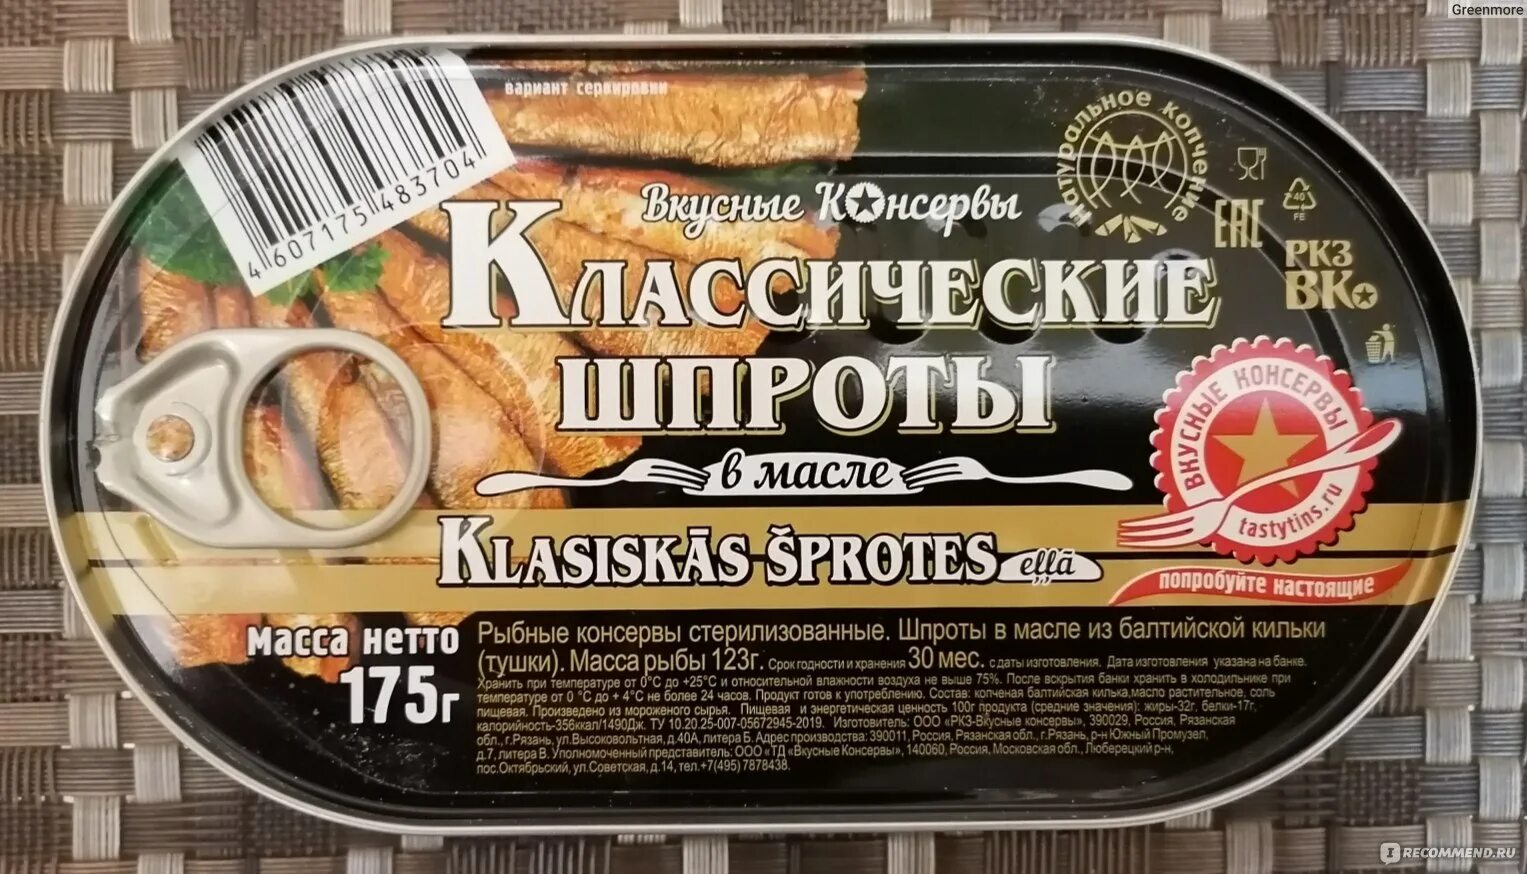 Greenmore
вариант сервировки
4607175483704
Натуральное копчение
Вкусные Консервы
Классические
шпроты
в масле
EAC
40
FE
РКЗ
ВК
ВКУСНЫЕ КОНСЕРВЫ
tastytins.ru
попробуйте настоящие
Klasiskās šprotes eļļā
Масса нетто
175г
Рыбные консервы стерилизованные. Шпроты в масле из балтийской кильки
(тушки). Масса рыбы 123г. Срок годности и хранения 30 мес. с даты изготовления. Дата изготовления указана на банке.
Хранить при температуре от 0°С до +25°С и относительной влажности воздуха не выше 75%. После вскрытия банки хранить в холодильнике при
температуре от 0 °С до + 4°С не более 24 часов. Продукт готов к употреблению. Состав: копченая балтийская килька,масло растительное, соль
пищевая. Произведено из мороженого сырья. Пищевая и энергетическая ценность 100г продукта (средние значения): жиры-32г, белки-17г,
калорийность-356ккал/1490Дж. ТУ 10.20.25-007-05672945-2019. Изготовитель: ООО «РКЗ-Вкусные консервы», 390029, Россия, Рязанская
обл., г.Рязань, ул.Высоковольтная, д.40А, литера Б. Адрес производства: 390011, Россия, Рязанская обл., г.Рязань, р-н Южный Промузел,
д.7, литера В. Уполномоченный представитель: ООО «ТД «Вкусные Консервы», 140060, Россия, Московская обл., Люберецкий р-н,
пос.Октябрьский, ул.Советская, д.14, тел.+7(495) 7878438.
IRECOMMEND.RU